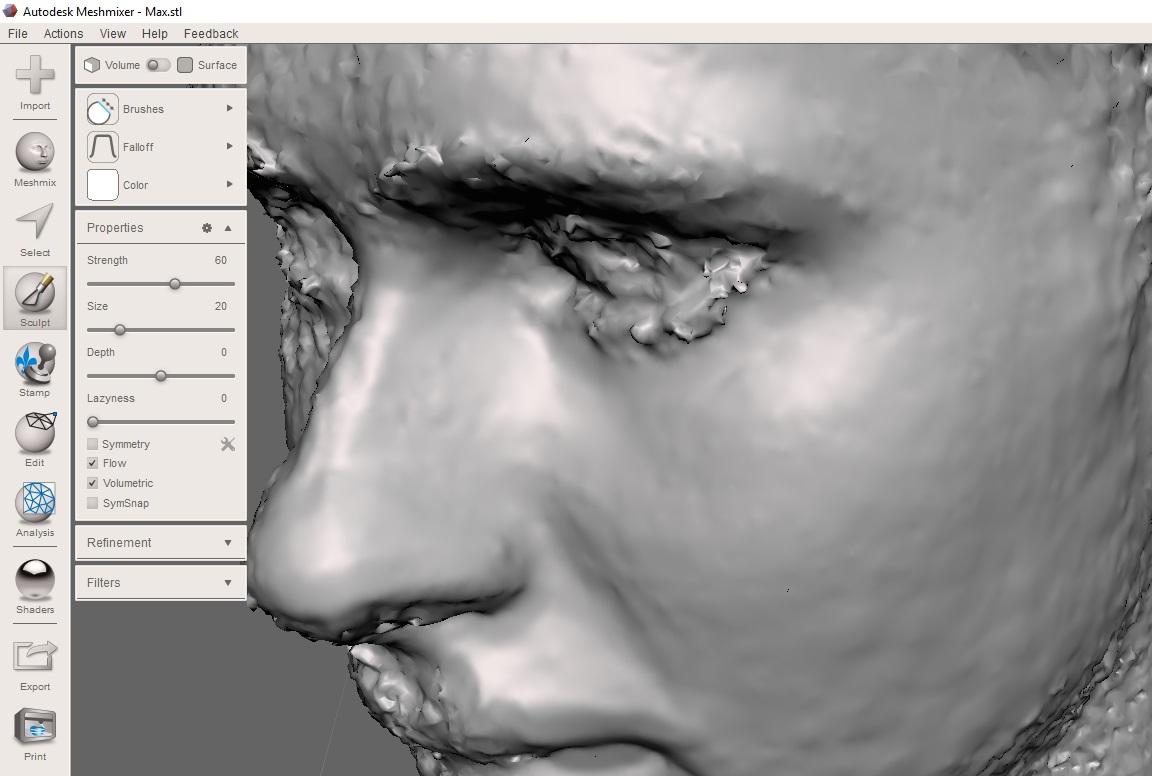 Autodesk Meshmixer - Max.stl
File Actions View Help Feedback
Import
Meshmix
Select
Sculpt
Stamp
Edit
Analysis
Shaders
Export
Print
Volume Surface
Brushes
Falloff
Color
Properties
Strength 60
Size 20
Depth 0
Lazyness 0
Symmetry
Flow
Volumetric
SymSnap
Refinement
Filters